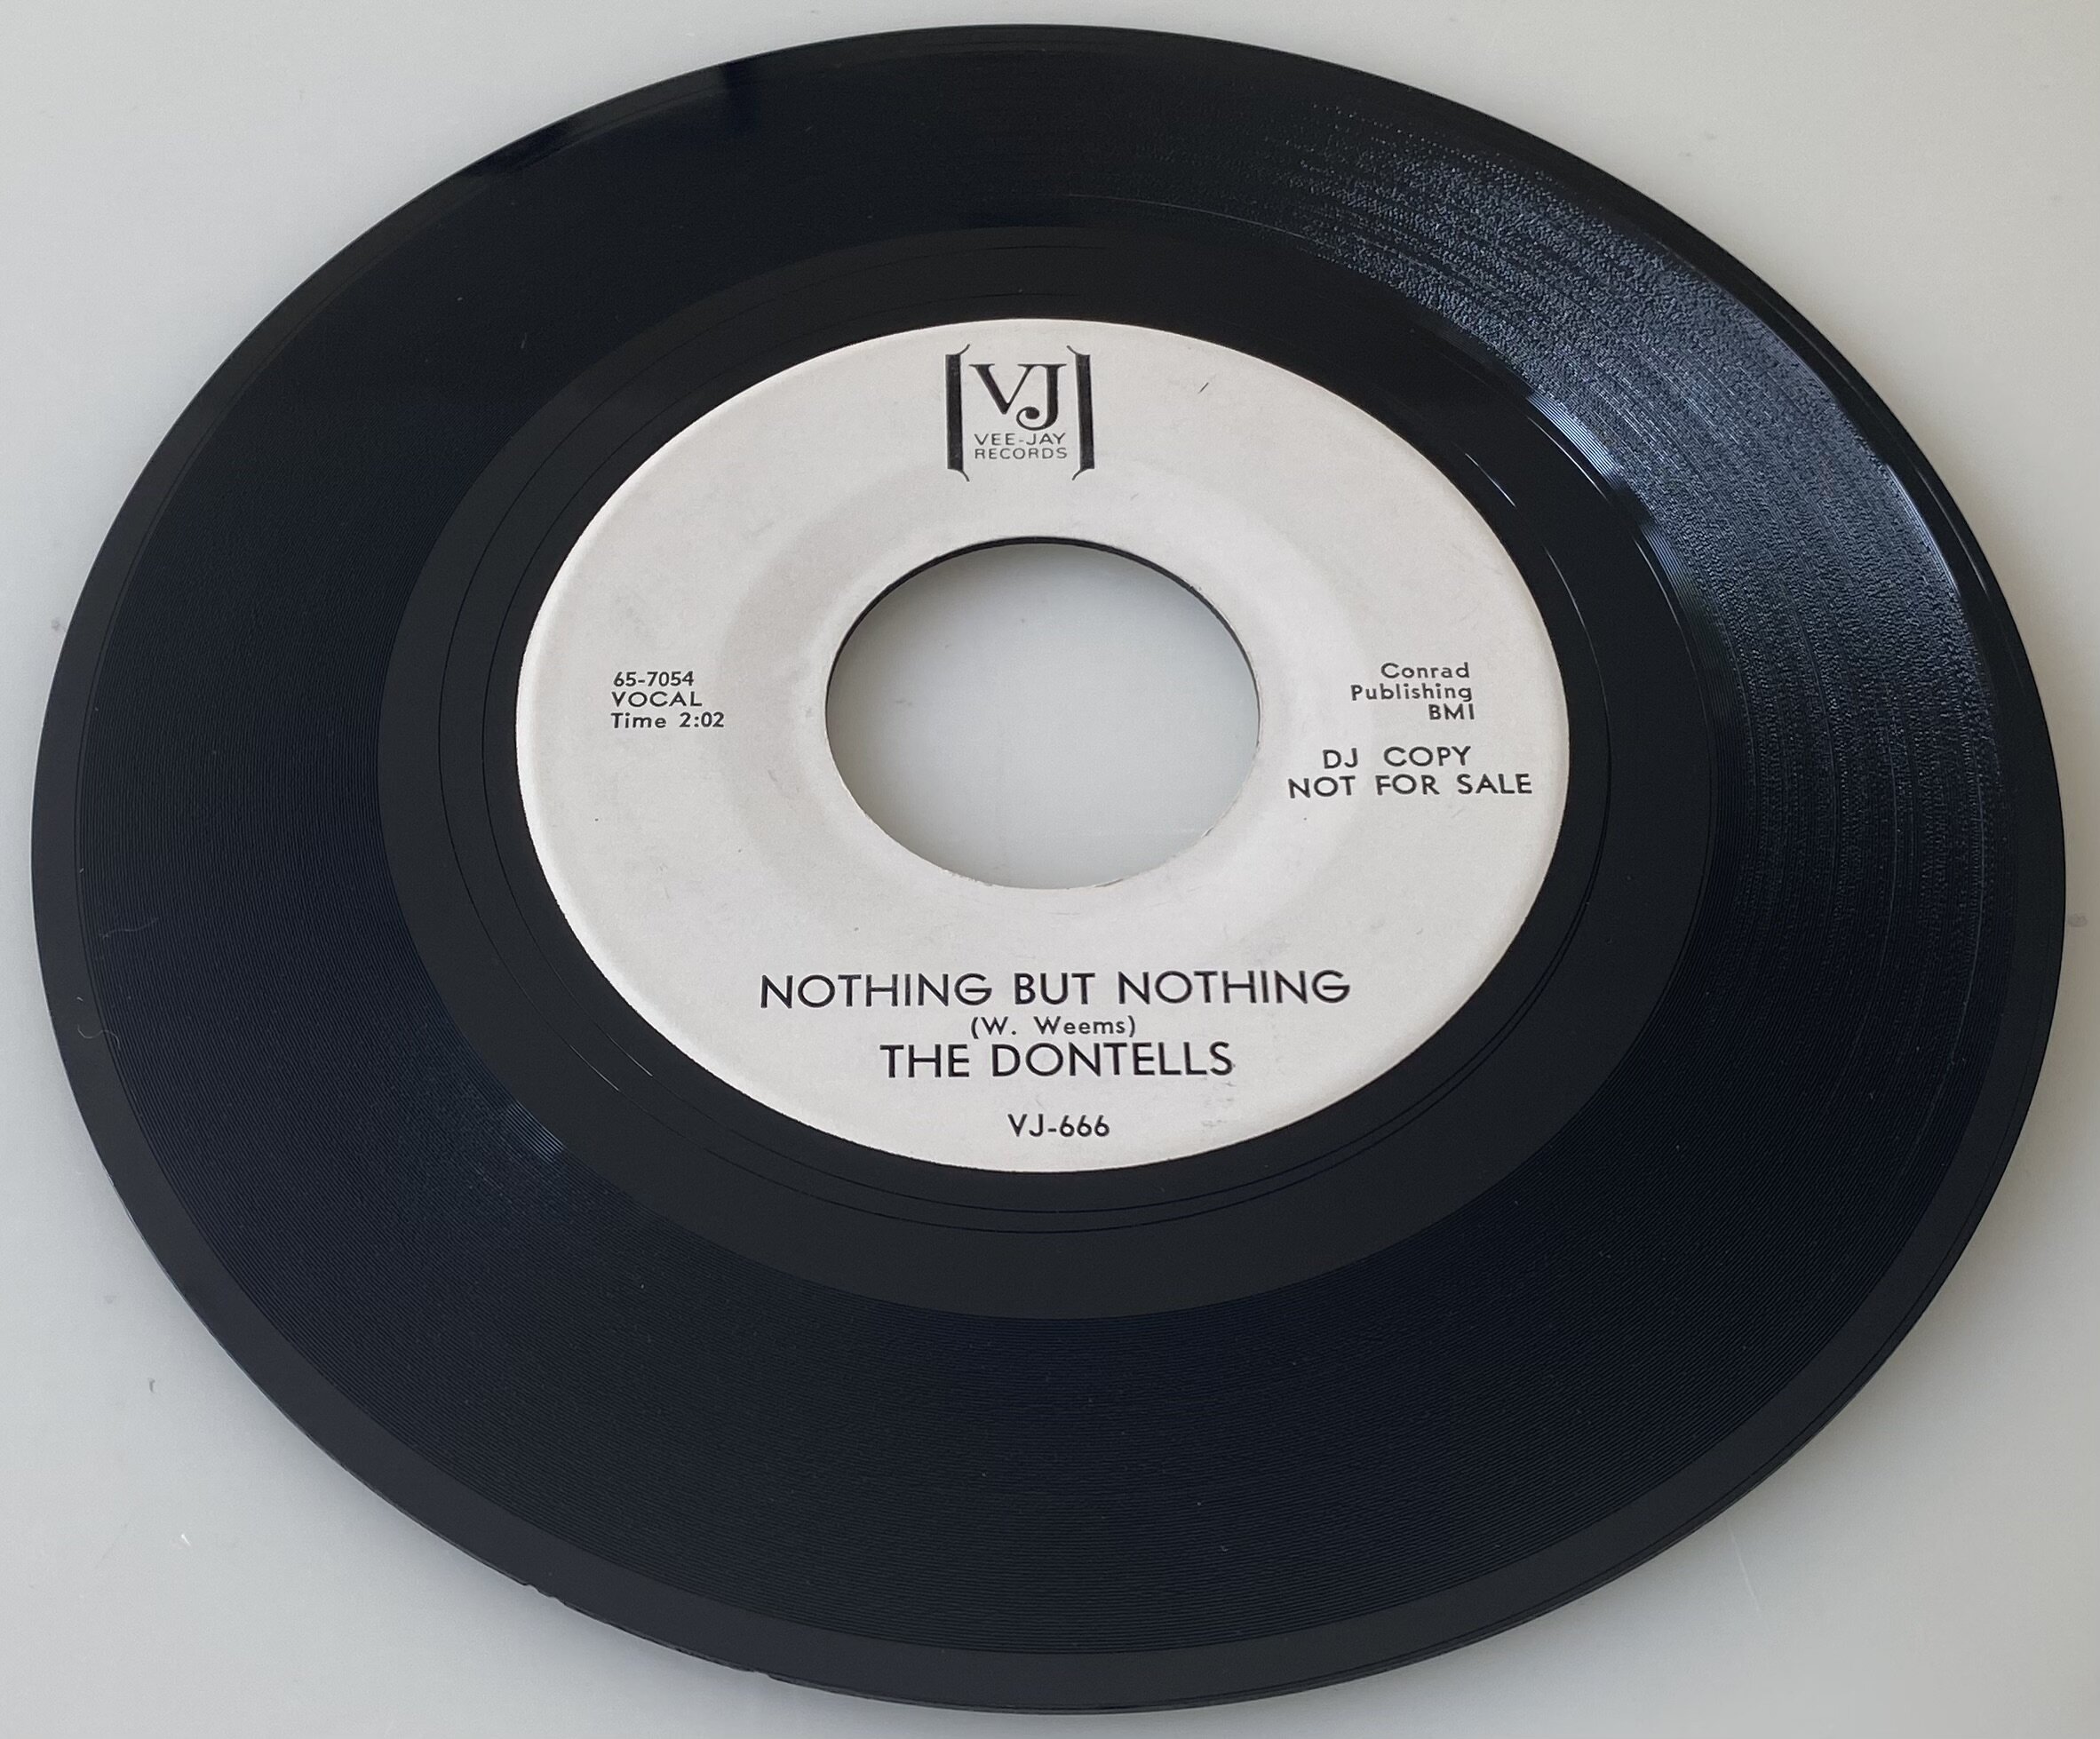 VJ
VEE-JAY
RECORDS
65-7054
VOCAL
Time 2:02
Conrad
Publishing
BMI
DJ COPY
NOT FOR SALE
NOTHING BUT NOTHING
(W. Weems)
THE DONTELLS
VJ-666